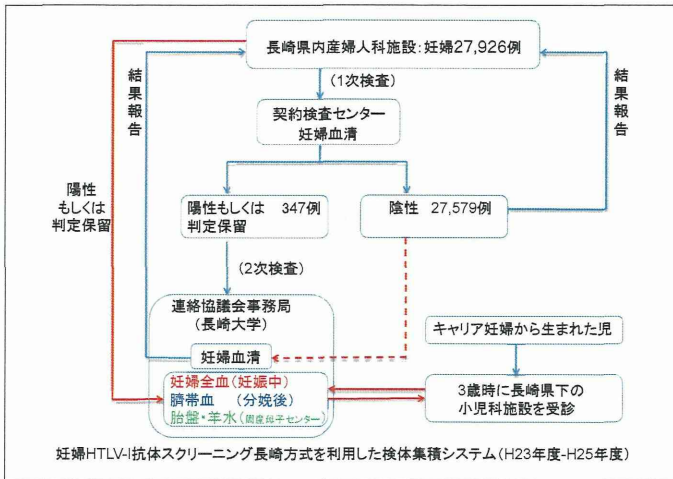 長崎県内産婦人科施設:妊婦27,926例
(1次検査)
結果報告
結果報告
契約検査センター
妊婦血清
陽性
もしくは
判定保留
陽性もしくは 347例
判定保留
陰性 27,579例
(2次検査)
連絡協議会事務局
(長崎大学)
妊婦血清
キャリア妊婦から生まれた児
妊婦全血(妊娠中)
臍帯血 (分娩後)
胎盤・羊水(周産母子センター)
3歳時に長崎県下の
小児科施設を受診
妊婦HTLV-I抗体スクリーニング長崎方式を利用した検体集積システム(H23年度-H25年度)